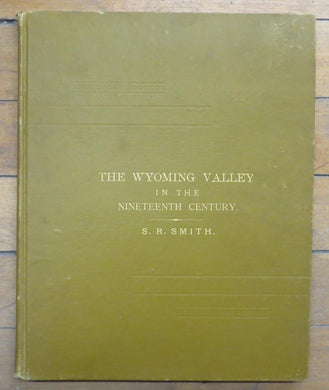 THE WYOMING VALLEY
IN THE
NINETEENTH CENTURY.
S. R. SMITH.